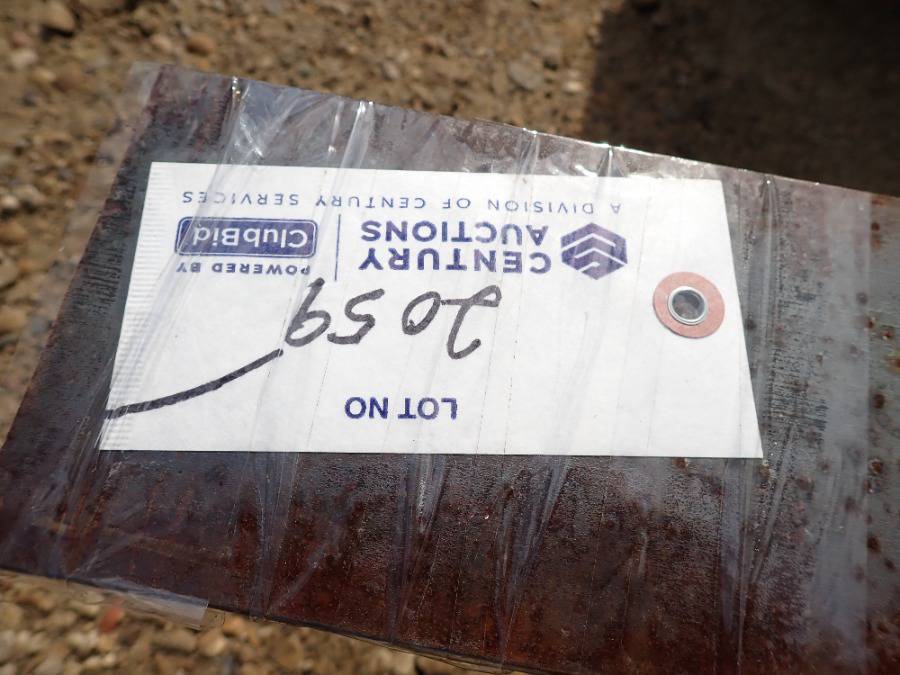 LOT NO
2059
CENTURY AUCTIONS
POWERED BY
ClubBid
A DIVISION OF CENTURY SERVICES